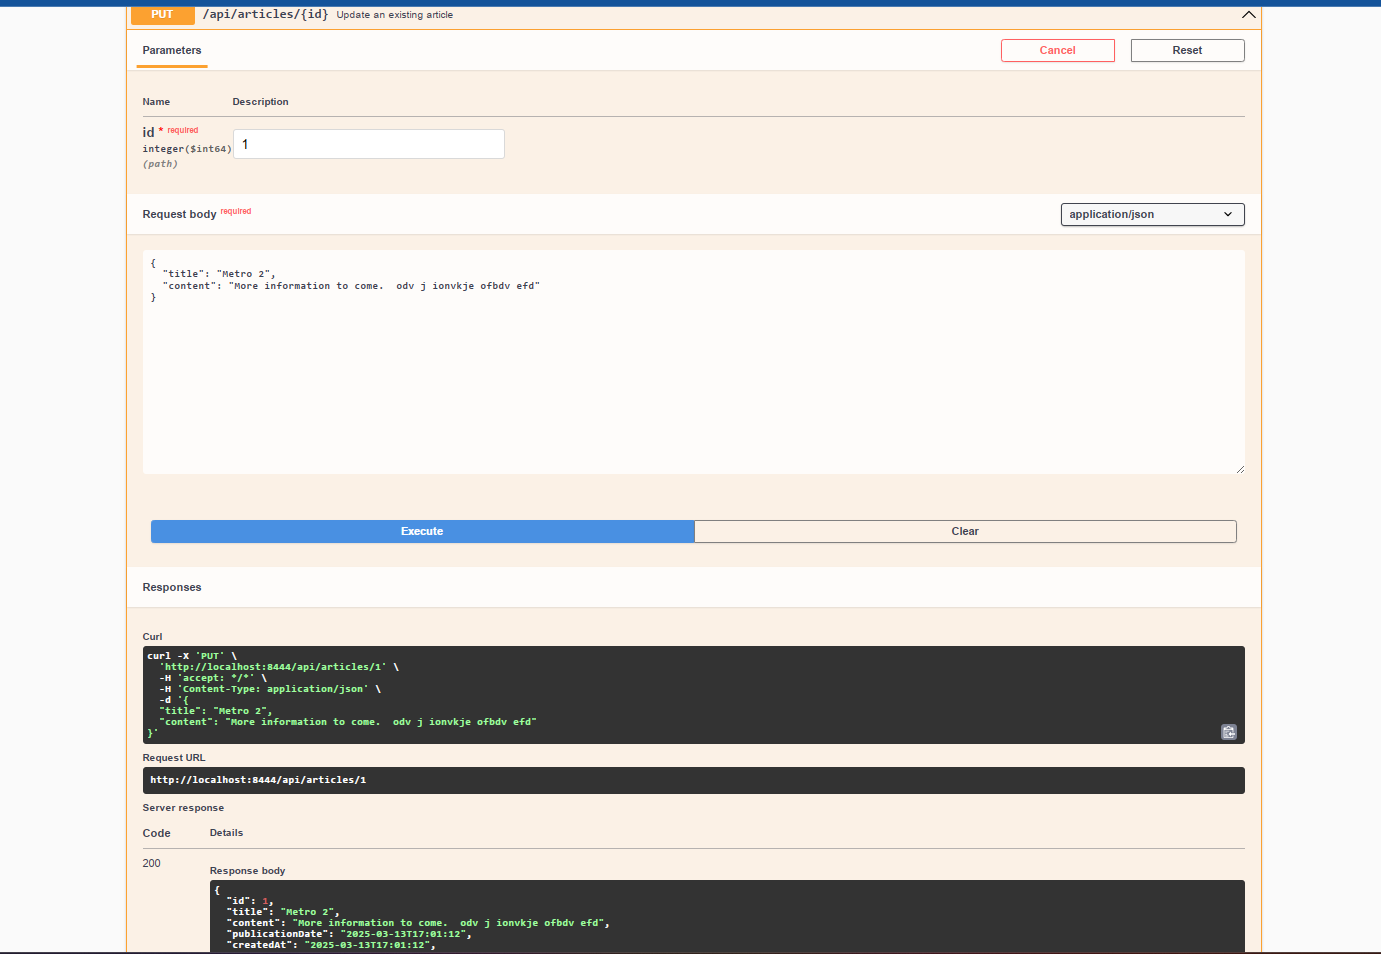 PUT /api/articles/{id} Update an existing article
Parameters
Cancel
Reset
Name Description
id * required
integer($int64)
(path)
1
Request body required
application/json
{
  "title": "Metro 2",
  "content": "More information to come.  odv j ionvkje ofbdv efd"
}
Execute
Clear
Responses
Curl
curl -X 'PUT' \
  'http://localhost:8444/api/articles/1' \
  -H 'accept: */*' \
  -H 'Content-Type: application/json' \
  -d '{
  "title": "Metro 2",
  "content": "More information to come.  odv j ionvkje ofbdv efd"
}'
Request URL
http://localhost:8444/api/articles/1
Server response
Code Details
200
Response body
{
  "id": 1,
  "title": "Metro 2",
  "content": "More information to come.  odv j ionvkje ofbdv efd",
  "publicationDate": "2025-03-13T17:01:12",
  "createdAt": "2025-03-13T17:01:12",